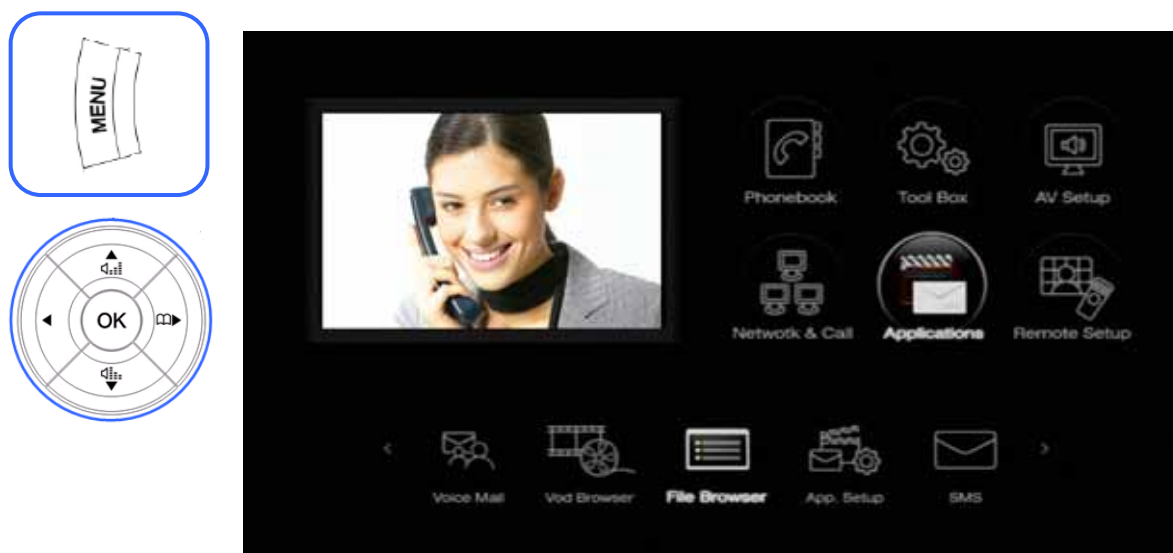 MENU
OK
Phonebook
Tool Box
AV Setup
Netwotk & Call
Applications
Remote Setup
Voice Mail
Vod Browser
File Browser
App. Setup
SMS